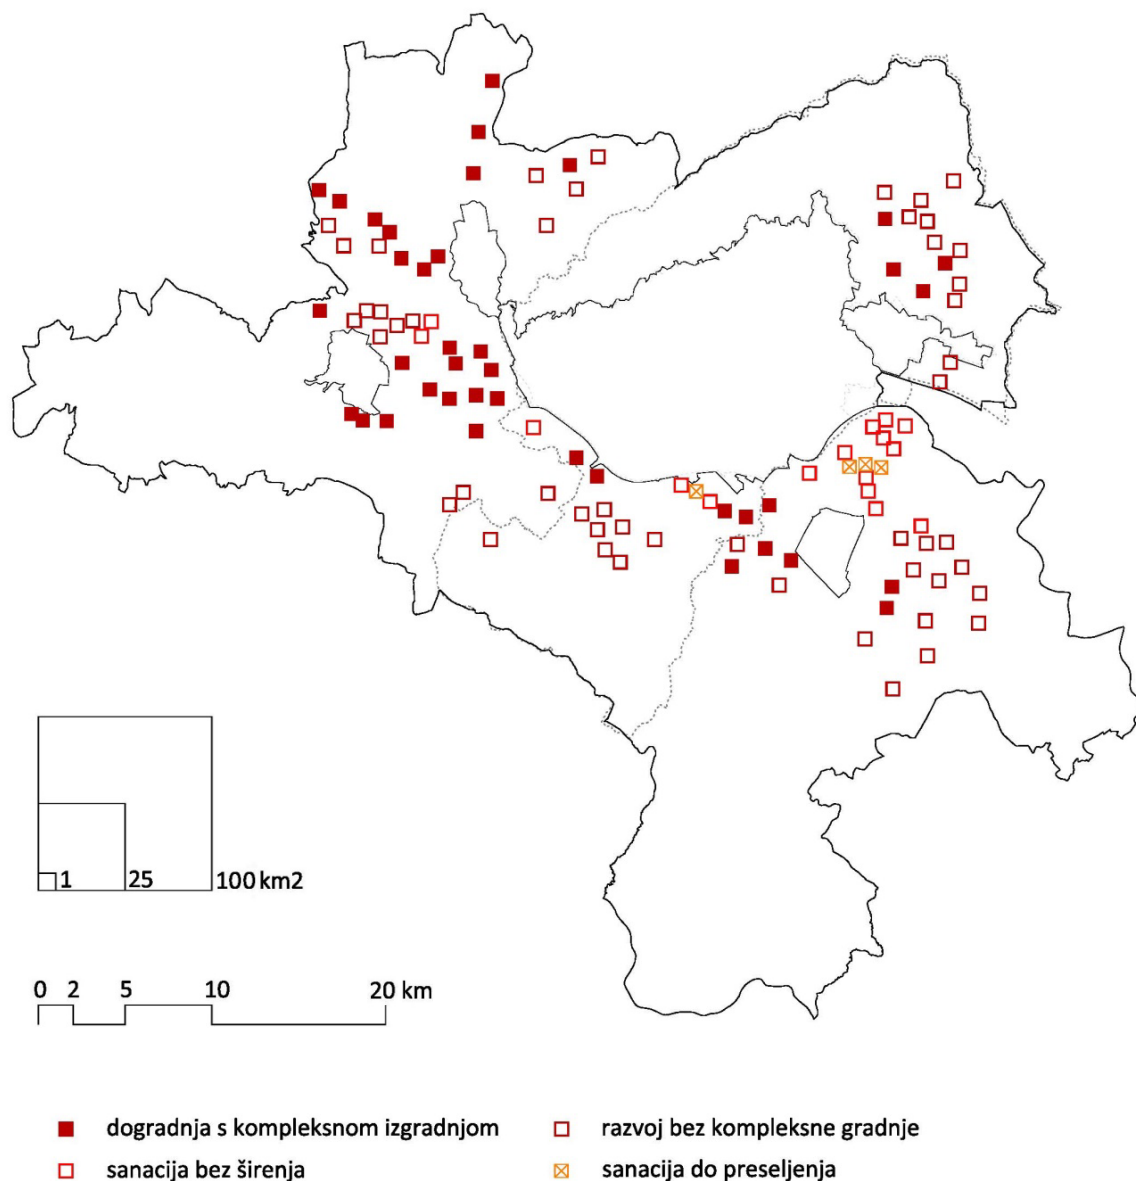 1 25 100 km2
0 2 5 10 20 km
dogradnja s kompleksnom izgradnjom
razvoj bez kompleksne gradnje
sanacija bez širenja
sanacija do preseljenja